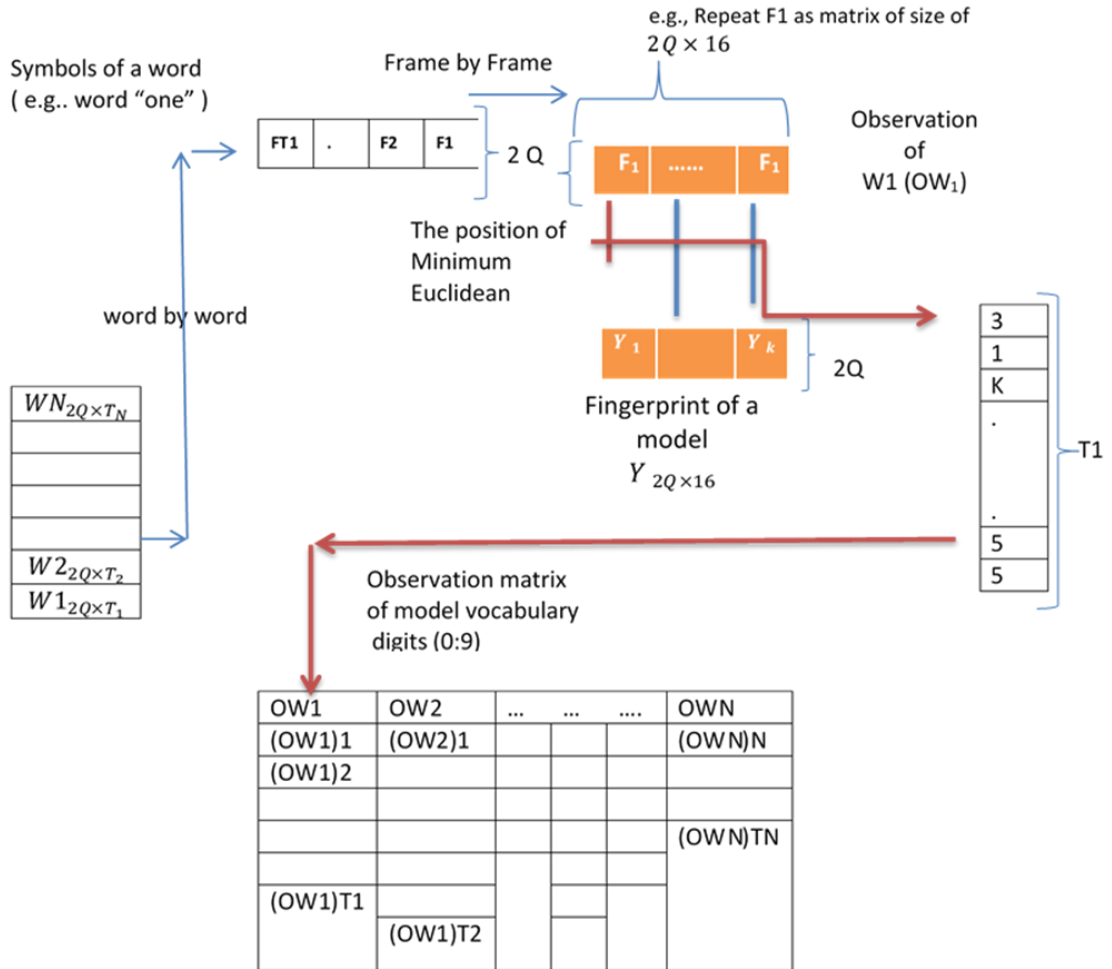 e.g., Repeat F1 as matrix of size of
2Q × 16
Symbols of a word
( e.g.. word “one” )
Frame by Frame
FT1 . F2 F1
2 Q
F₁ ...... F₁
Observation
of
W1 (OW₁)
The position of
Minimum
Euclidean
word by word
Y ₁ Y ₖ
2Q
Fingerprint of a
model
Y ₂Q×₁₆
3
1
K
.
.
5
5
T1
WN₂Q×T_N
W2₂Q×T₂
W1₂Q×T₁
Observation matrix
of model vocabulary
digits (0:9)
OW1 OW2 ... ... .... OWN
(OW1)1 (OW2)1 (OWN)N
(OW1)2
(OWN)TN
(OW1)T1
(OW1)T2